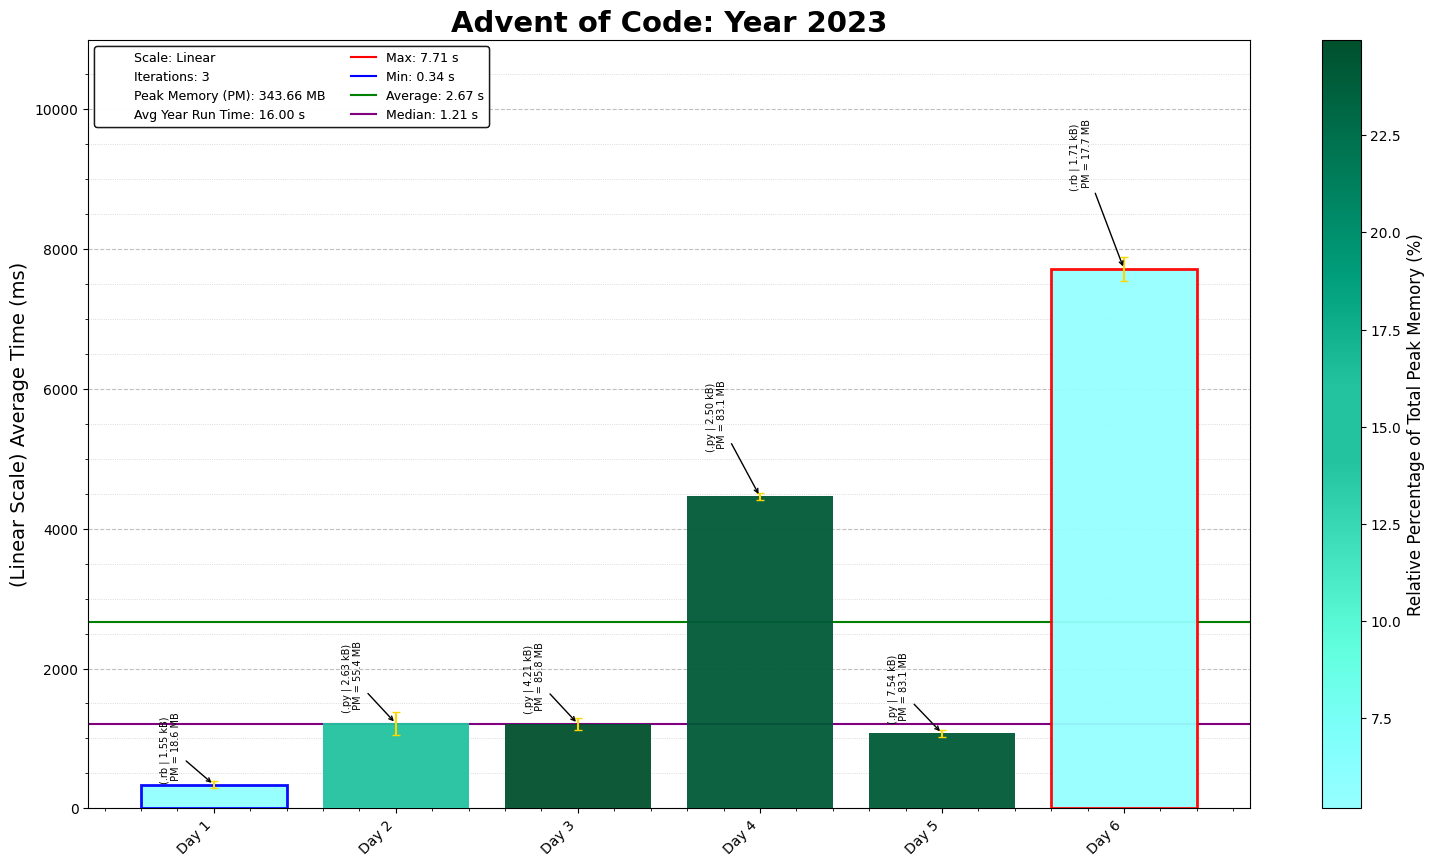 Advent of Code: Year 2023
Scale: Linear
Iterations: 3
Peak Memory (PM): 343.66 MB
Avg Year Run Time: 16.00 s
Max: 7.71 s
Min: 0.34 s
Average: 2.67 s
Median: 1.21 s
(Linear Scale) Average Time (ms)
10000
8000
6000
4000
2000
0
(.rb | 1.55 kB)
PM = 18.6 MB
(.py | 2.63 kB)
PM = 55.4 MB
(.py | 4.21 kB)
PM = 85.8 MB
(.py | 2.50 kB)
PM = 83.1 MB
(.py | 7.54 kB)
PM = 83.1 MB
(.rb | 1.71 kB)
PM = 17.7 MB
Day 1
Day 2
Day 3
Day 4
Day 5
Day 6
22.5
20.0
17.5
15.0
12.5
10.0
7.5
Relative Percentage of Total Peak Memory (%)